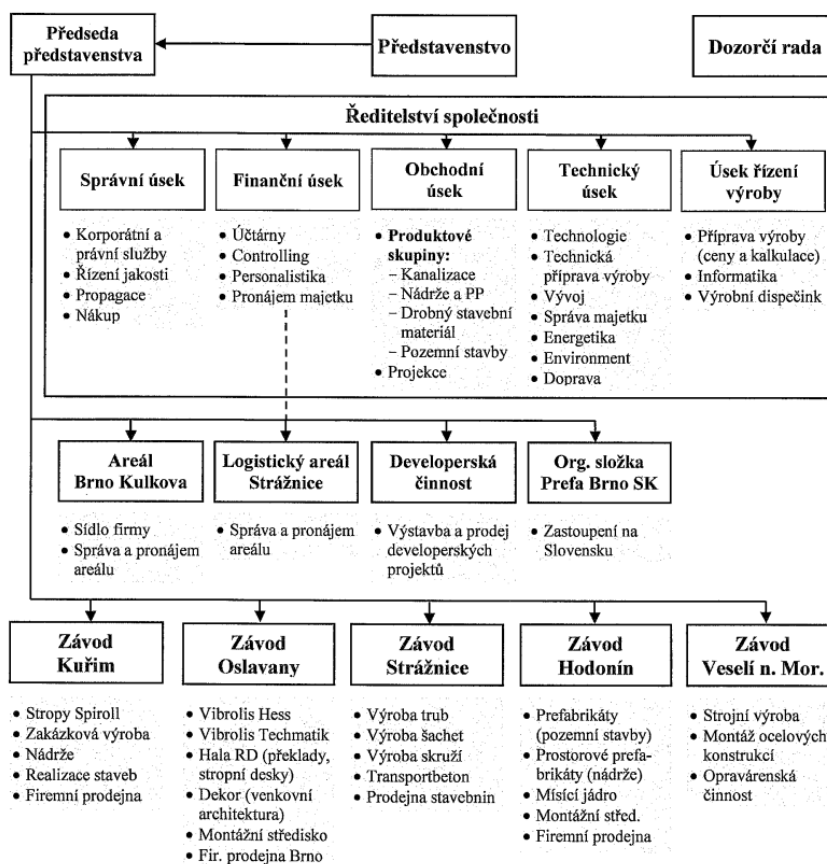 Předseda
představenstva
Představenstvo
Dozorčí rada
Ředitelství společnosti
Správní úsek
• Korporátní a
právní služby
• Řízení jakosti
• Propagace
• Nákup
Finanční úsek
• Účtárny
• Controlling
• Personalistika
• Pronájem majetku
Obchodní
úsek
• Produktové
skupiny:
– Kanalizace
– Nádrže a PP
– Drobný stavební
materiál
– Pozemní stavby
• Projekce
Technický
úsek
• Technologie
• Technická
příprava výroby
• Vývoj
• Správa majetku
• Energetika
• Environment
• Doprava
Úsek řízení
výroby
• Příprava výroby
(ceny a kalkulace)
• Informatika
• Výrobní dispečink
Areál
Brno Kulkova
• Sídlo firmy
• Správa a pronájem
areálu
Logistický areál
Strážnice
• Správa a pronájem
areálu
Developerská
činnost
• Výstavba a prodej
developerských
projektů
Org. složka
Prefa Brno SK
• Zastoupení na
Slovensku
Závod
Kuřim
• Stropy Spiroll
• Zakázková výroba
• Nádrže
• Realizace staveb
• Firemní prodejna
Závod
Oslavany
• Vibrolis Hess
• Vibrolis Techmatik
• Hala RD (překlady,
stropní desky)
• Dekor (venkovní
architektura)
• Montážní středisko
• Fir. prodejna Brno
Závod
Strážnice
• Výroba trub
• Výroba šachet
• Výroba skruží
• Transportbeton
• Prodejna stavebnin
Závod
Hodonín
• Prefabrikáty
(pozemní stavby)
• Prostorové prefa-
brikáty (nádrže)
• Mísící jádro
• Montážní střed.
• Firemní prodejna
Závod
Veselí n. Mor.
• Strojní výroba
• Montáž ocelových
konstrukcí
• Opravárenská
činnost